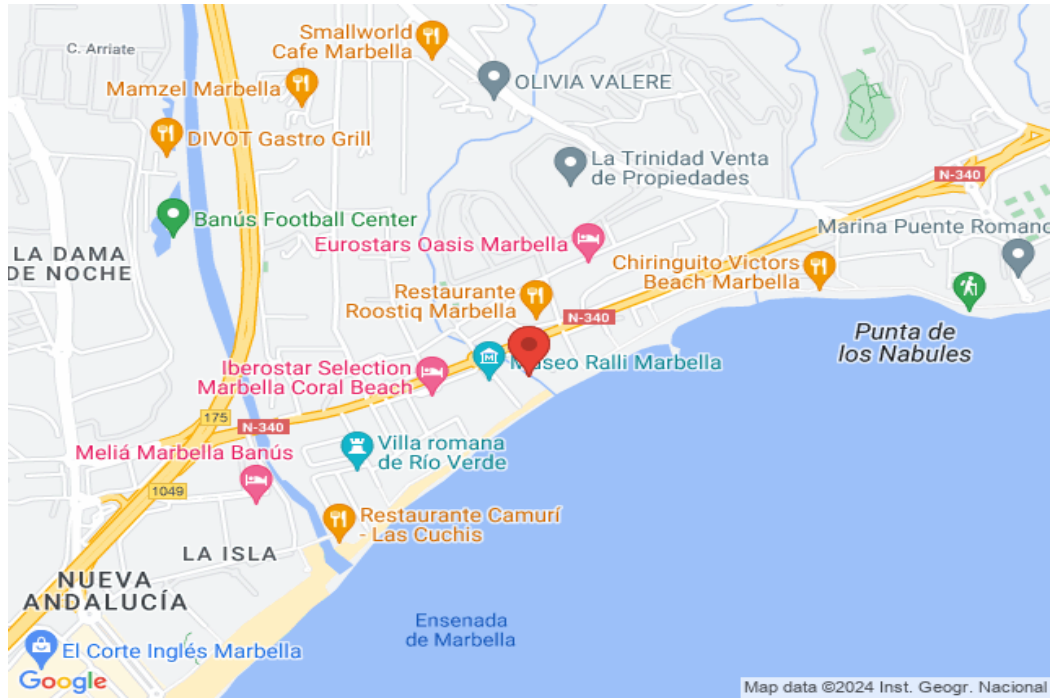 Smallworld
Cafe Marbella
C. Arriate
OLIVIA VALERE
Mamzel Marbella
DIVOT Gastro Grill
La Trinidad Venta
de Propiedades
N-340
Banús Football Center
Marina Puente Romano
Eurostars Oasis Marbella
LA DAMA
DE NOCHE
Chiringuito Victors
Beach Marbella
Restaurante
Roostiq Marbella
N-340
Punta de
los Nabules
Museo Ralli Marbella
Iberostar Selection
Marbella Coral Beach
175
N-340
Villa romana
de Río Verde
Meliá Marbella Banús
1049
Restaurante Camurí
- Las Cuchis
LA ISLA
NUEVA
ANDALUCÍA
Ensenada
de Marbella
El Corte Inglés Marbella
Google
Map data ©2024 Inst. Geogr. Nacional